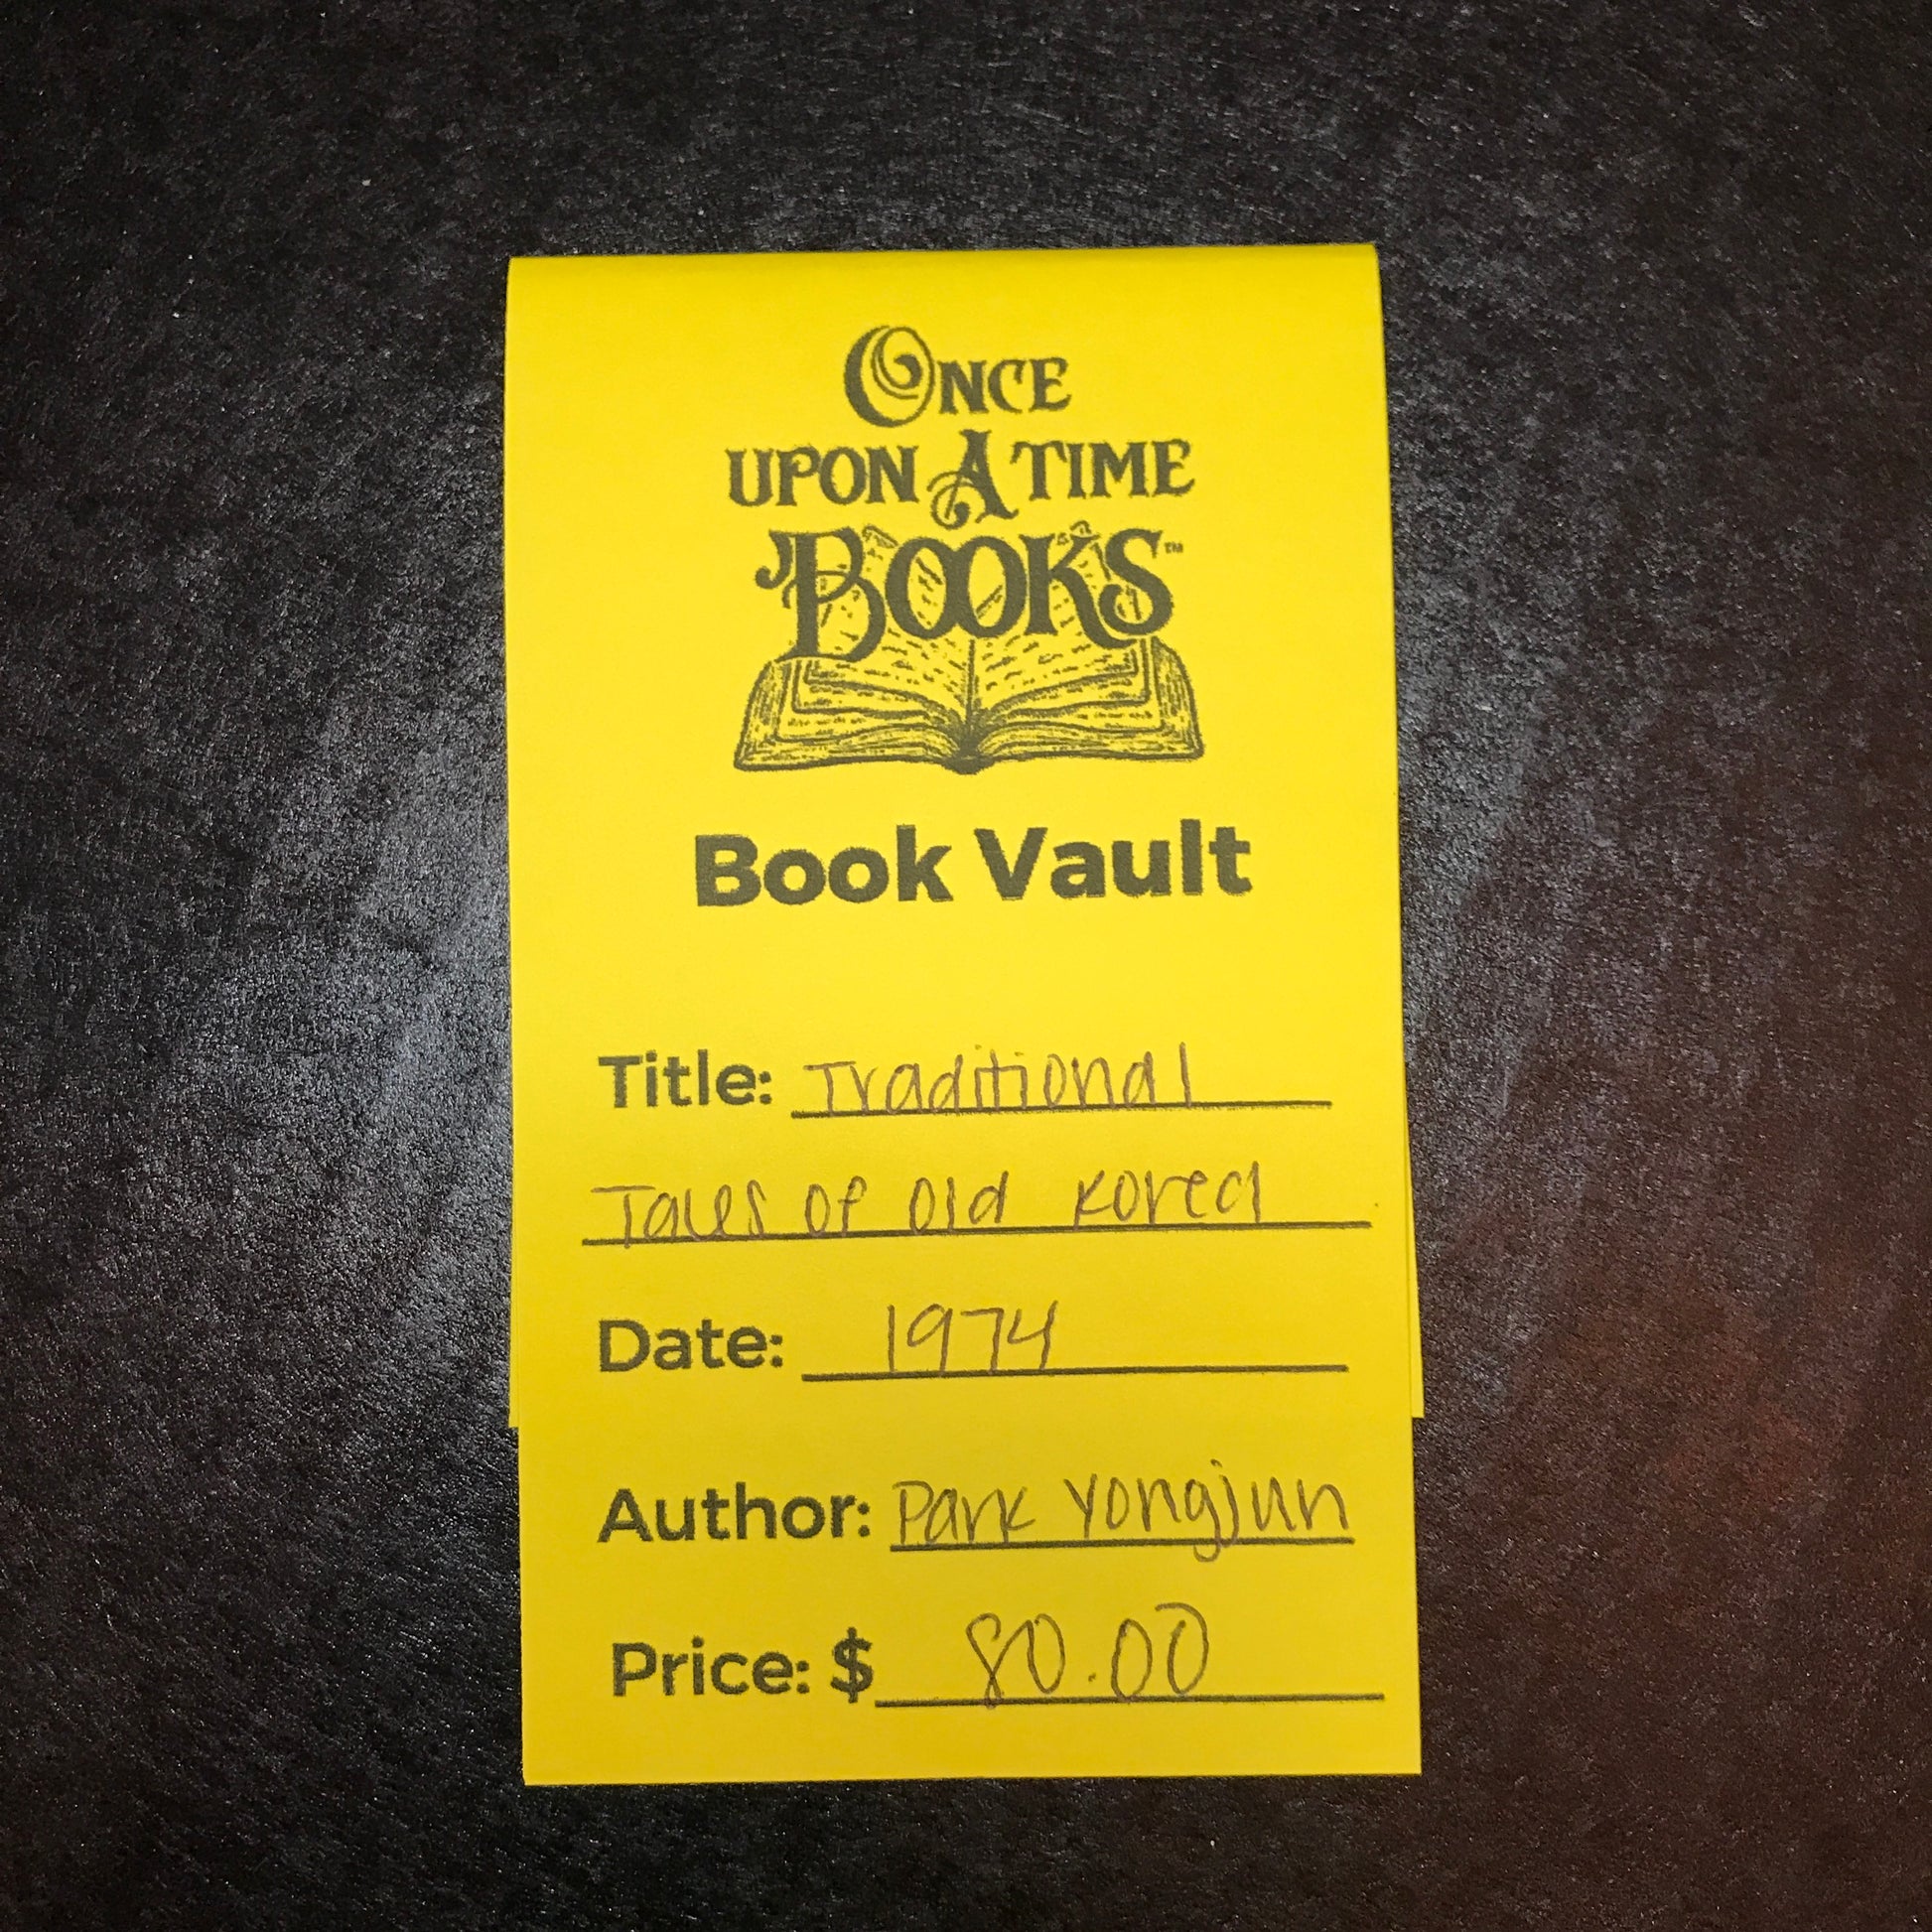 ONCE
UPON A TIME
BOOKS™
Book Vault
Title: Traditional
Tales of old Korea
Date: 1974
Author: Park Yongjun
Price: $ 80.00